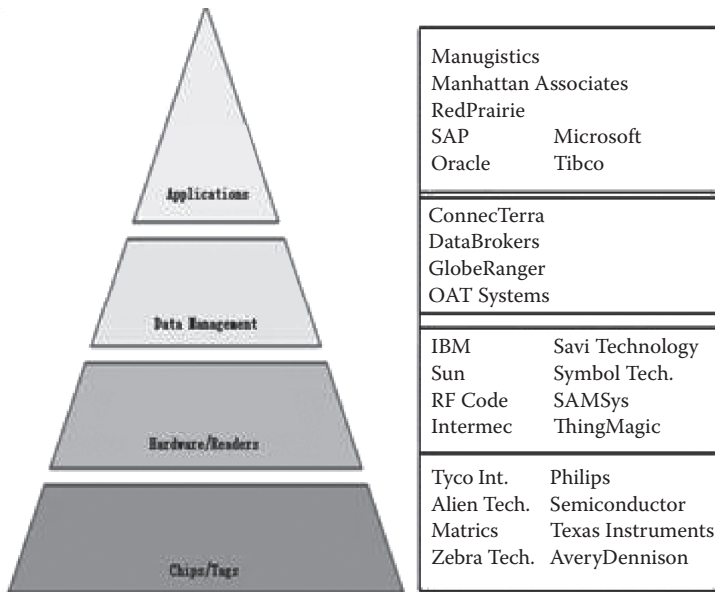 Applications
Manugistics
Manhattan Associates
RedPrairie
SAP Microsoft
Oracle Tibco
Data Management
ConnecTerra
DataBrokers
GlobeRanger
OAT Systems
Hardware/Renders
IBM Savi Technology
Sun Symbol Tech.
RF Code SAMSys
Intermec ThingMagic
Chips/Tags
Tyco Int. Philips
Alien Tech. Semiconductor
Matrics Texas Instruments
Zebra Tech. AveryDennison